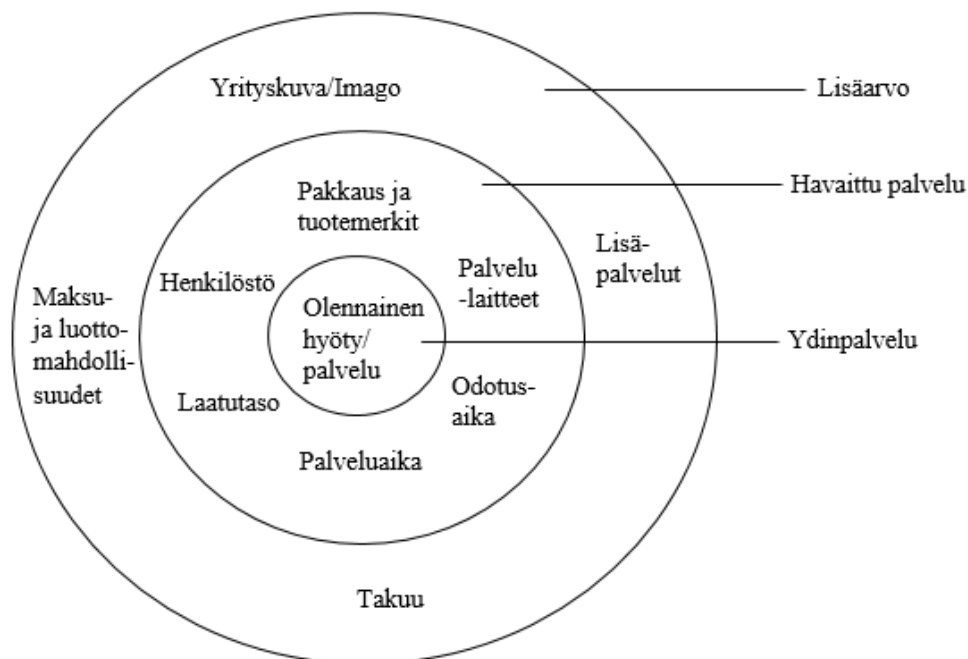 Yrityskuva/Imago
Lisäarvo
Havaittu palvelu
Pakkaus ja
tuotemerkit
Lisä-
palvelut
Palvelu
-laitteet
Henkilöstö
Maksu-
ja luotto-
mahdolli-
suudet
Olennainen
hyöty/
palvelu
Ydinpalvelu
Odotus-
aika
Laatutaso
Palveluaika
Takuu